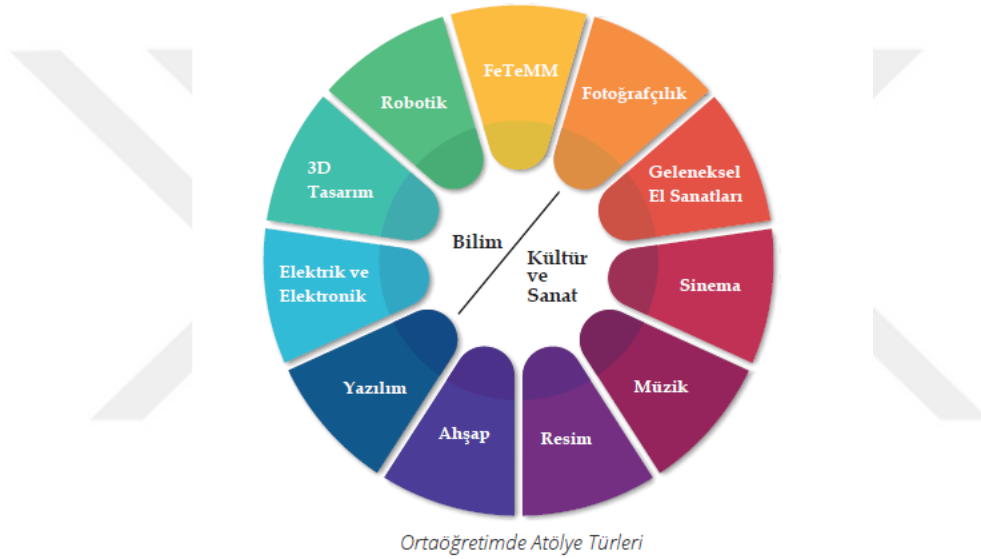 FeTeMM
Fotoğrafçılık
Geleneksel
El Sanatları
Sinema
Müzik
Resim
Ahşap
Yazılım
Elektrik ve
Elektronik
3D
Tasarım
Robotik
Bilim
Kültür
ve
Sanat
Ortaöğretimde Atölye Türleri